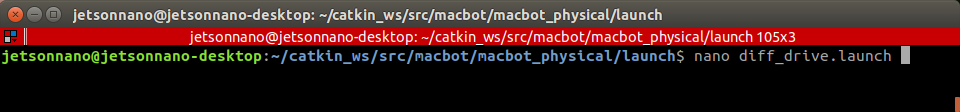 jetsonnano@jetsonnano-desktop: ~/catkin_ws/src/macbot/macbot_physical/launch
jetsonnano@jetsonnano-desktop: ~/catkin_ws/src/macbot/macbot_physical/launch 105x3
jetsonnano@jetsonnano-desktop:~/catkin_ws/src/macbot/macbot_physical/launch$ nano diff_drive.launch